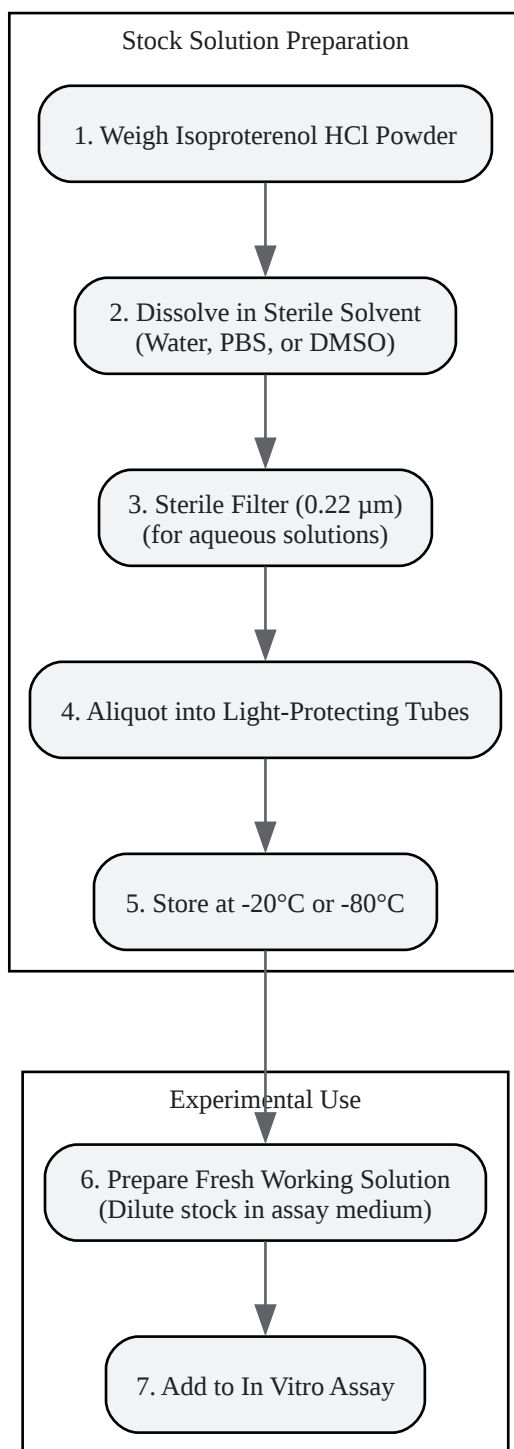 Stock Solution Preparation
1. Weigh Isoproterenol HCl Powder
2. Dissolve in Sterile Solvent
(Water, PBS, or DMSO)
3. Sterile Filter (0.22 µm)
(for aqueous solutions)
4. Aliquot into Light-Protecting Tubes
5. Store at -20°C or -80°C
Experimental Use
6. Prepare Fresh Working Solution
(Dilute stock in assay medium)
7. Add to In Vitro Assay